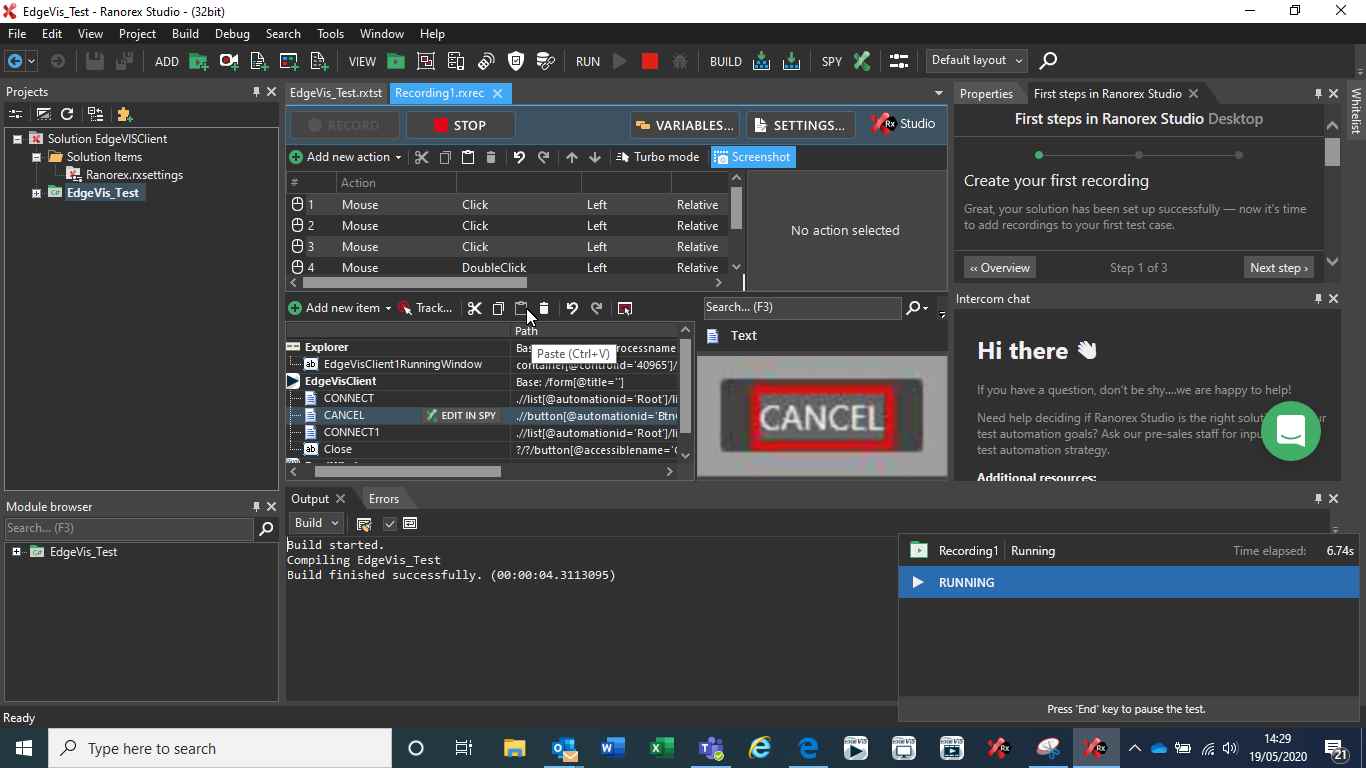 EdgeVis_Test - Ranorex Studio - (32bit)
File Edit View Project Build Debug Search Tools Window Help
ADD VIEW RUN BUILD SPY Default layout
Projects
Solution EdgeVISClient
Solution Items
Ranorex.rxsettings
EdgeVis_Test
EdgeVis_Test.rxtst Recording1.rxrec
RECORD STOP VARIABLES... SETTINGS... Rx Studio
Add new action Turbo mode Screenshot
# Action
1 Mouse Click Left Relative
2 Mouse Click Left Relative
3 Mouse Click Left Relative
4 Mouse DoubleClick Left Relative
No action selected
Add new item Track... Search... (F3)
Path
Explorer
Paste (Ctrl+V)
EdgeVisClient1RunningWindow container[@controlid='40965']/
EdgeVisClient Base: /form[@title='']
CONNECT .//list[@automationid='Root']/li
CANCEL EDIT IN SPY .//button[@automationid='Btn
CONNECT1 .//list[@automationid='Root']/li
Close ?/?/button[@accessiblename='C
Text
CANCEL
Properties First steps in Ranorex Studio
First steps in Ranorex Studio Desktop
Create your first recording
Great, your solution has been set up successfully — now it's time
to add recordings to your first test case.
‹‹ Overview Step 1 of 3 Next step ›
Whitelist
Intercom chat
Hi there
If you have a question, don't be shy....we are happy to help!
Need help deciding if Ranorex Studio is the right solut
test automation goals? Ask our pre-sales staff for inpu
test automation strategy.
Additional resources:
Module browser
Search... (F3)
EdgeVis_Test
Output Errors
Build
Build started.
Compiling EdgeVis_Test
Build finished successfully. (00:00:04.3113095)
Recording1 Running Time elapsed: 6.74s
RUNNING
Press 'End' key to pause the test.
Ready
Type here to search
14:29
19/05/2020
21